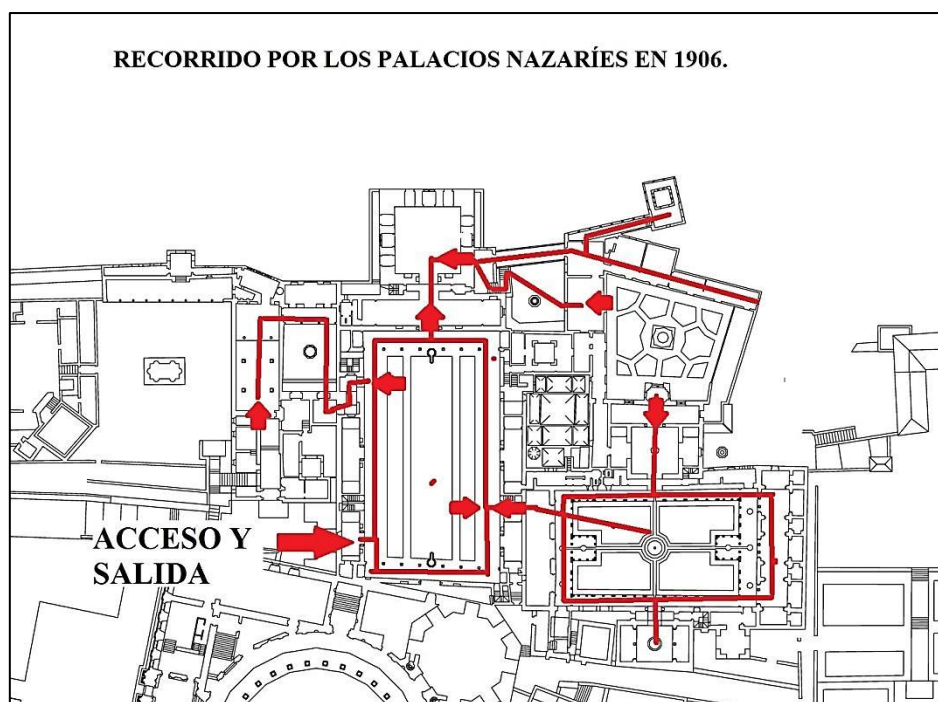 RECORRIDO POR LOS PALACIOS NAZARÍES EN 1906.
ACCESO Y
SALIDA